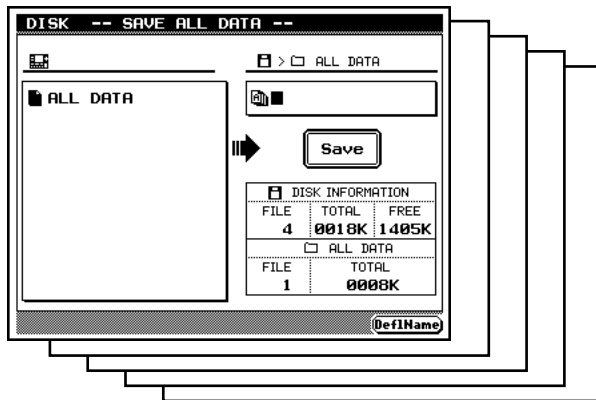 DISK -- SAVE ALL DATA --
> ALL DATA
ALL DATA
All
Save
DISK INFORMATION
FILE TOTAL FREE
4 0018K 1405K
ALL DATA
FILE TOTAL
1 0008K
DeflName